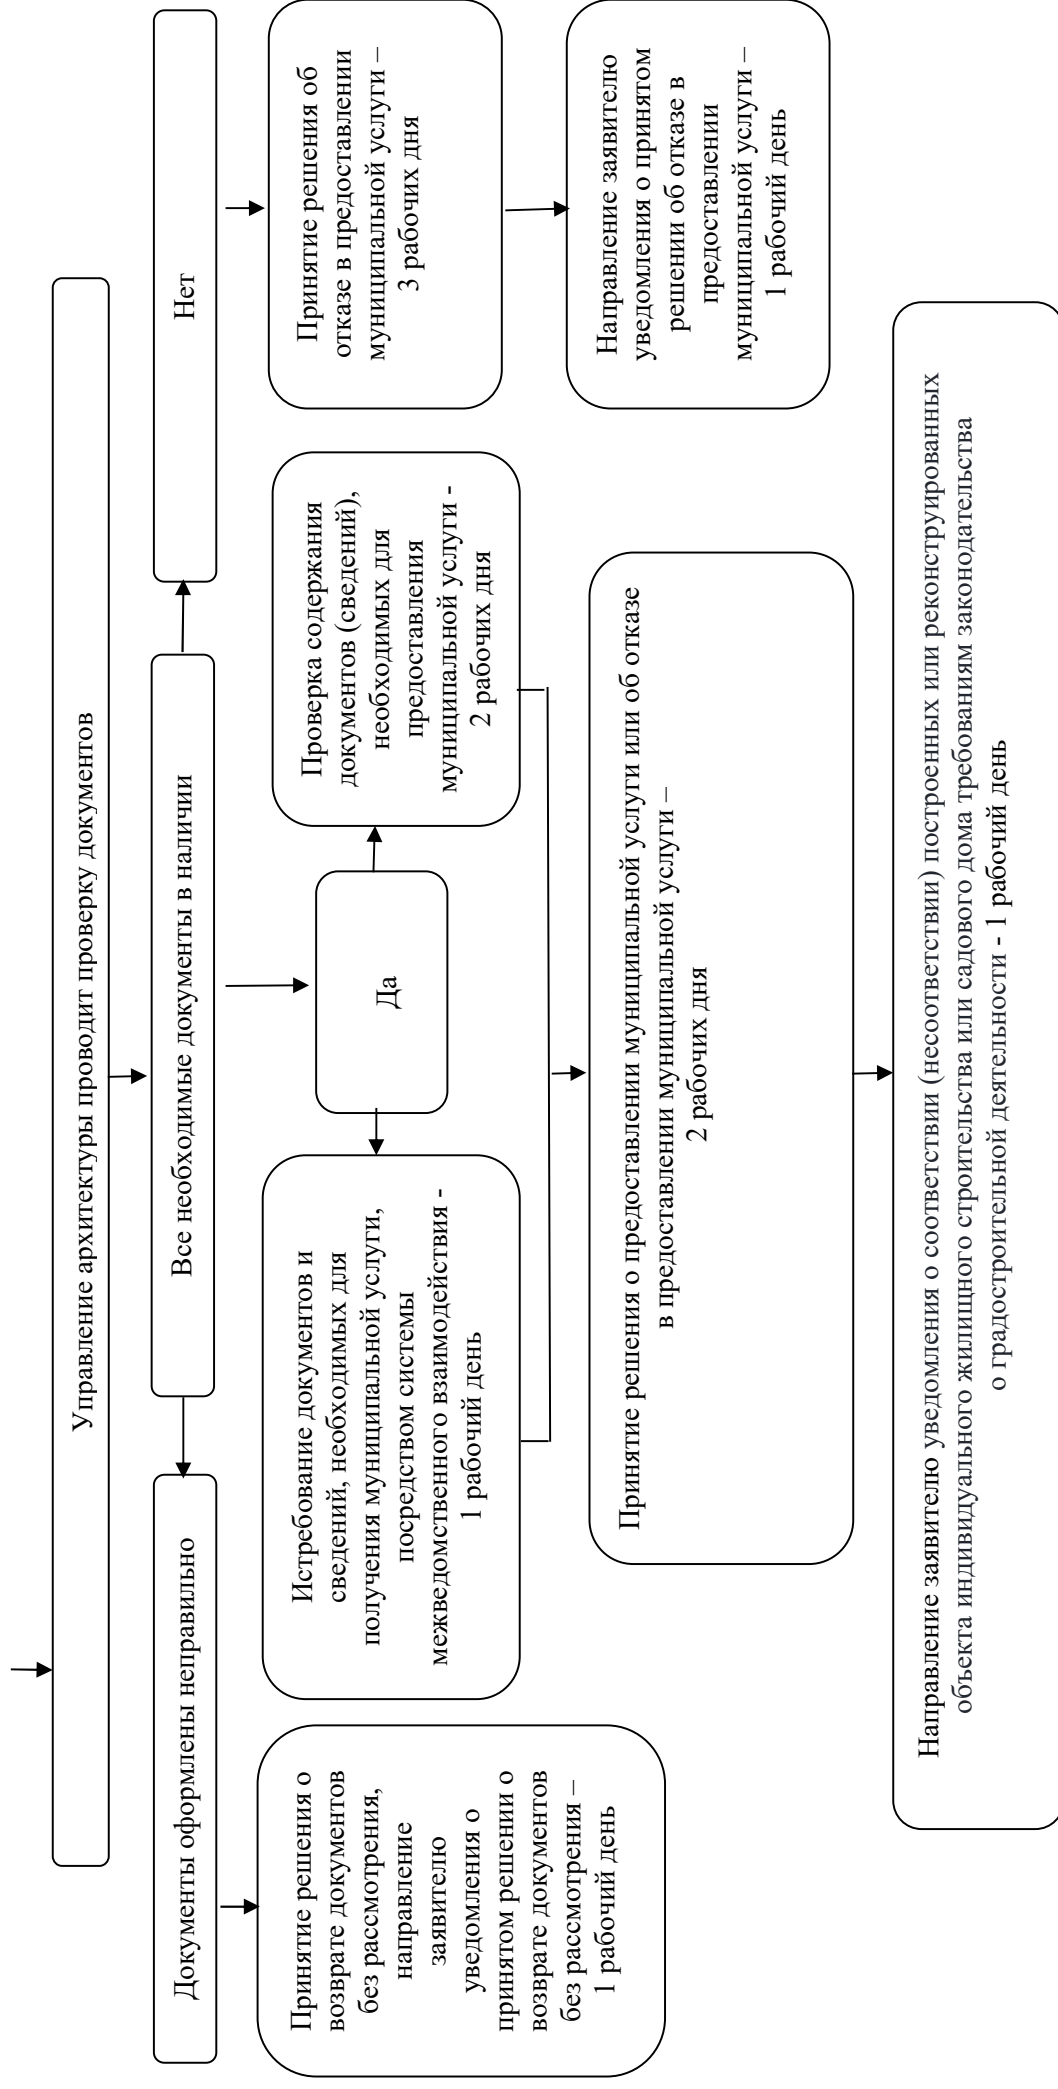 Управление архитектуры проводит проверку документов
Документы оформлены неправильно
Все необходимые документы в наличии
Нет
Принятие решения о
возврате документов
без рассмотрения,
направление
заявителю
уведомления о
принятом решении о
возврате документов
без рассмотрения –
1 рабочий день
Истребование документов и
сведений, необходимых для
получения муниципальной услуги,
посредством системы
межведомственного взаимодействия -
1 рабочий день
Да
Проверка содержания
документов (сведений),
необходимых для
предоставления
муниципальной услуги -
2 рабочих дня
Принятие решения об
отказе в предоставлении
муниципальной услуги –
3 рабочих дня
Направление заявителю
уведомления о принятом
решении об отказе в
предоставлении
муниципальной услуги –
1 рабочий день
Принятие решения о предоставлении муниципальной услуги или об отказе
в предоставлении муниципальной услуги –
2 рабочих дня
Направление заявителю уведомления о соответствии (несоответствии) построенных или реконструированных
объекта индивидуального жилищного строительства или садового дома требованиям законодательства
о градостроительной деятельности - 1 рабочий день